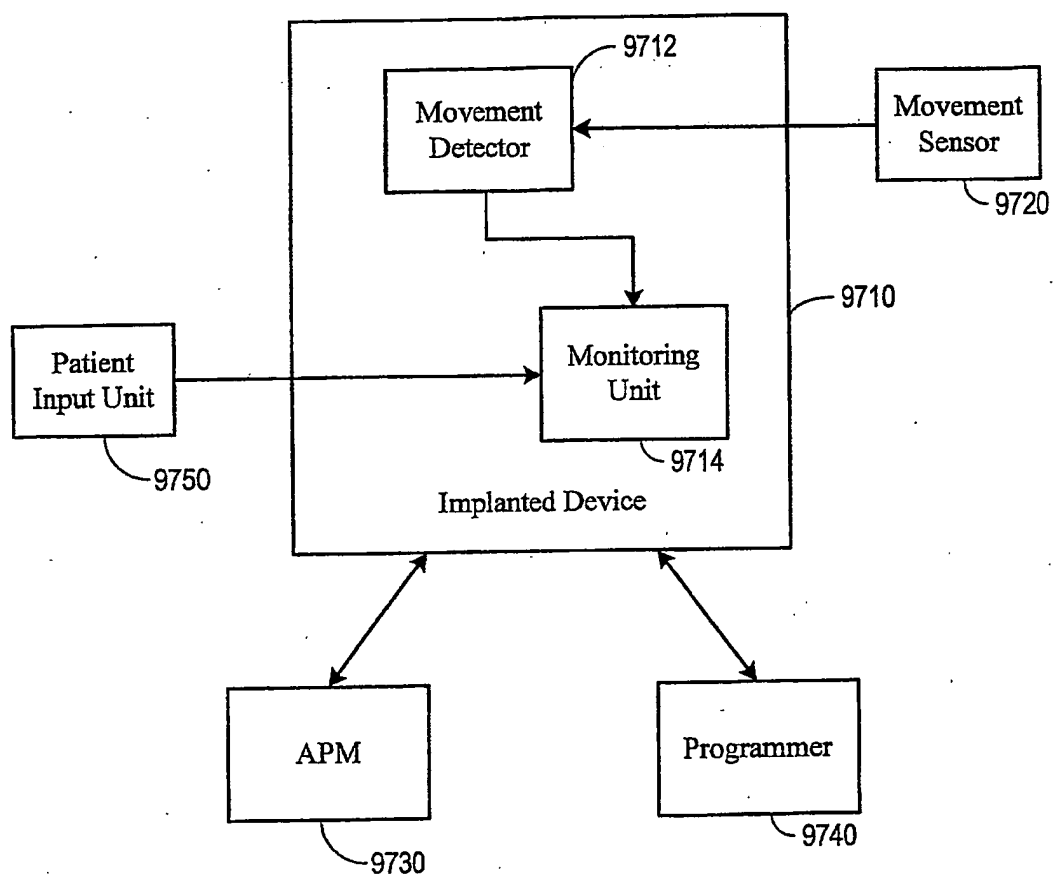 9712
Movement
Detector
Movement
Sensor
9720
9710
Patient
Input Unit
9750
Monitoring
Unit
9714
Implanted Device
APM
9730
Programmer
9740